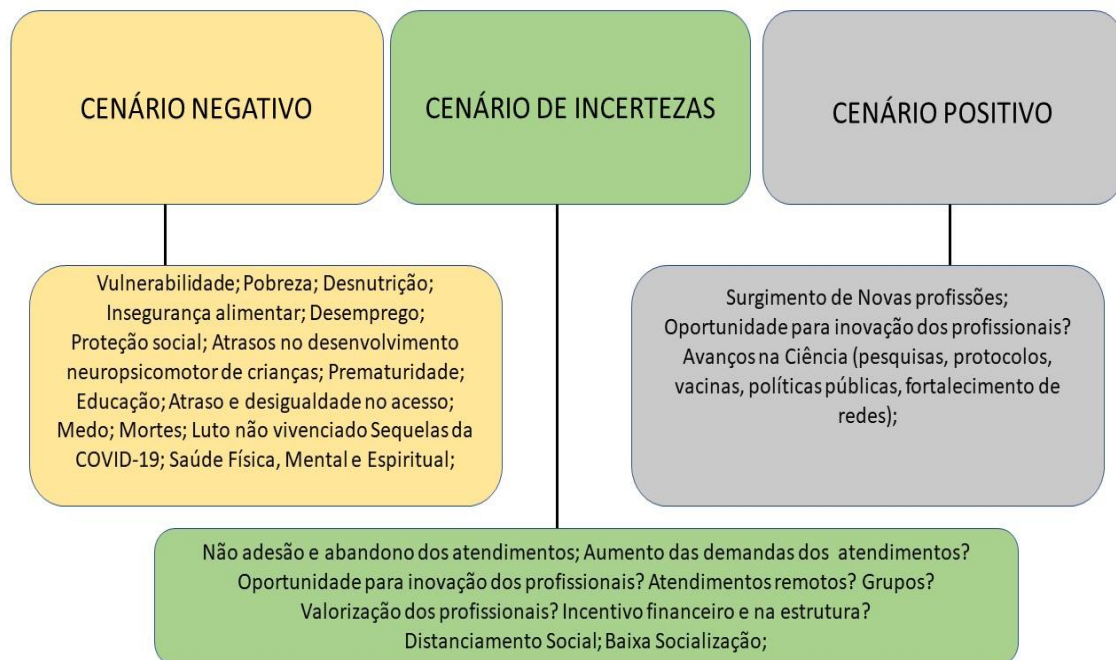 CENÁRIO NEGATIVO
CENÁRIO DE INCERTEZAS
CENÁRIO POSITIVO
Vulnerabilidade; Pobreza; Desnutrição;
Insegurança alimentar; Desemprego;
Proteção social; Atrasos no desenvolvimento
neuropsicomotor de crianças; Prematuridade;
Educação; Atraso e desigualdade no acesso;
Medo; Mortes; Luto não vivenciado Sequelas da
COVID-19; Saúde Física, Mental e Espiritual;
Surgimento de Novas profissões;
Oportunidade para inovação dos profissionais?
Avanços na Ciência (pesquisas, protocolos,
vacinas, políticas públicas, fortalecimento de
redes);
Não adesão e abandono dos atendimentos; Aumento das demandas dos atendimentos?
Oportunidade para inovação dos profissionais? Atendimentos remotos? Grupos?
Valorização dos profissionais? Incentivo financeiro e na estrutura?
Distanciamento Social; Baixa Socialização;